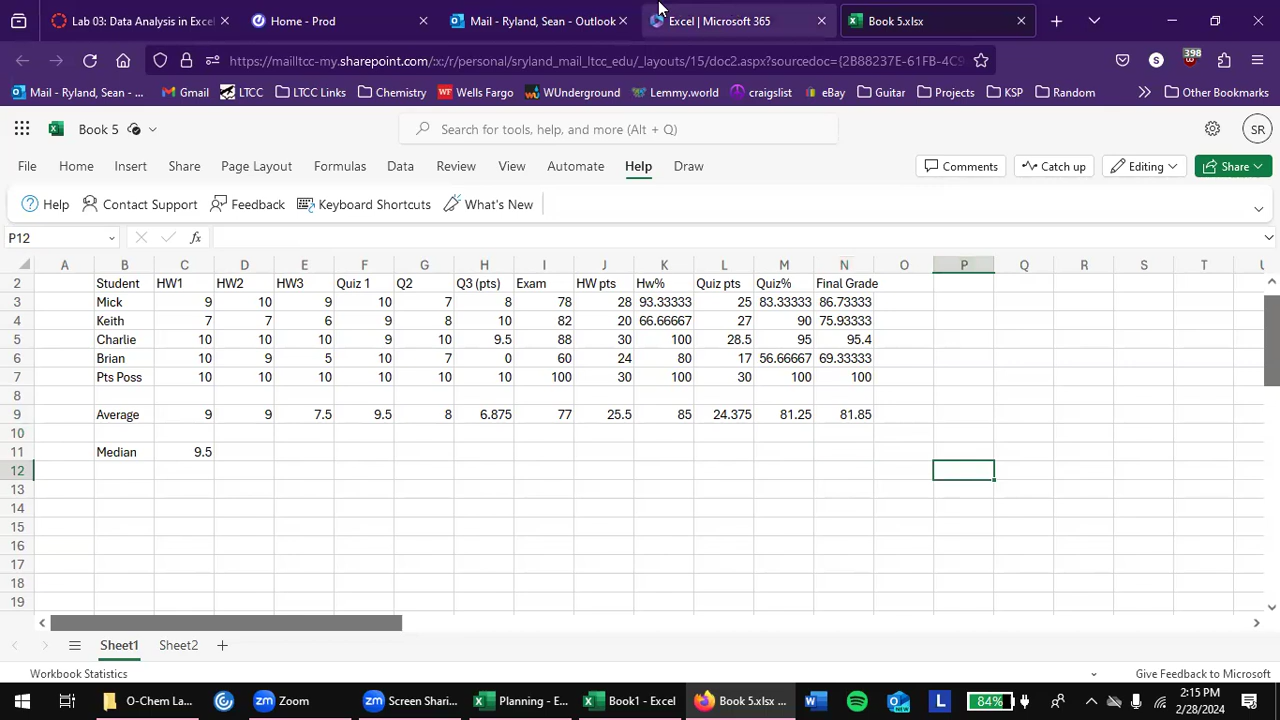 Lab 03: Data Analysis in Excel
Home - Prod
Mail - Ryland, Sean - Outlook
Excel | Microsoft 365
Book 5.xlsx
https://mailltcc-my.sharepoint.com/:x:/r/personal/sryland_mail_ltcc_edu/_layouts/15/doc2.aspx?sourcedoc={2B88237E-61FB-4C9
398
Mail - Ryland, Sean - ...
Gmail
LTCC
LTCC Links
Chemistry
Wells Fargo
WUnderground
Lemmy.world
craigslist
eBay
Guitar
Projects
KSP
Random
Other Bookmarks
Book 5
Search for tools, help, and more (Alt + Q)
SR
File Home Insert Share Page Layout Formulas Data Review View Automate Help Draw
Comments
Catch up
Editing
Share
Help
Contact Support
Feedback
Keyboard Shortcuts
What's New
P12
fx
A B C D E F G H I J K L M N O P Q R S T U
2 Student HW1 HW2 HW3 Quiz 1 Q2 Q3 (pts) Exam HW pts Hw% Quiz pts Quiz% Final Grade
3 Mick 9 10 9 10 7 8 78 28 93.33333 25 83.33333 86.73333
4 Keith 7 7 6 9 8 10 82 20 66.66667 27 90 75.93333
5 Charlie 10 10 10 9 10 9.5 88 30 100 28.5 95 95.4
6 Brian 10 9 5 10 7 0 60 24 80 17 56.66667 69.33333
7 Pts Poss 10 10 10 10 10 10 100 30 100 30 100 100
8
9 Average 9 9 7.5 9.5 8 6.875 77 25.5 85 24.375 81.25 81.85
10
11 Median 9.5
12
13
14
15
16
17
18
19
Sheet1
Sheet2
Workbook Statistics
Give Feedback to Microsoft
O-Chem La...
Zoom
Screen Shari...
Planning - E...
Book1 - Excel
Book 5.xlsx ...
L
84%
2:15 PM
2/28/2024